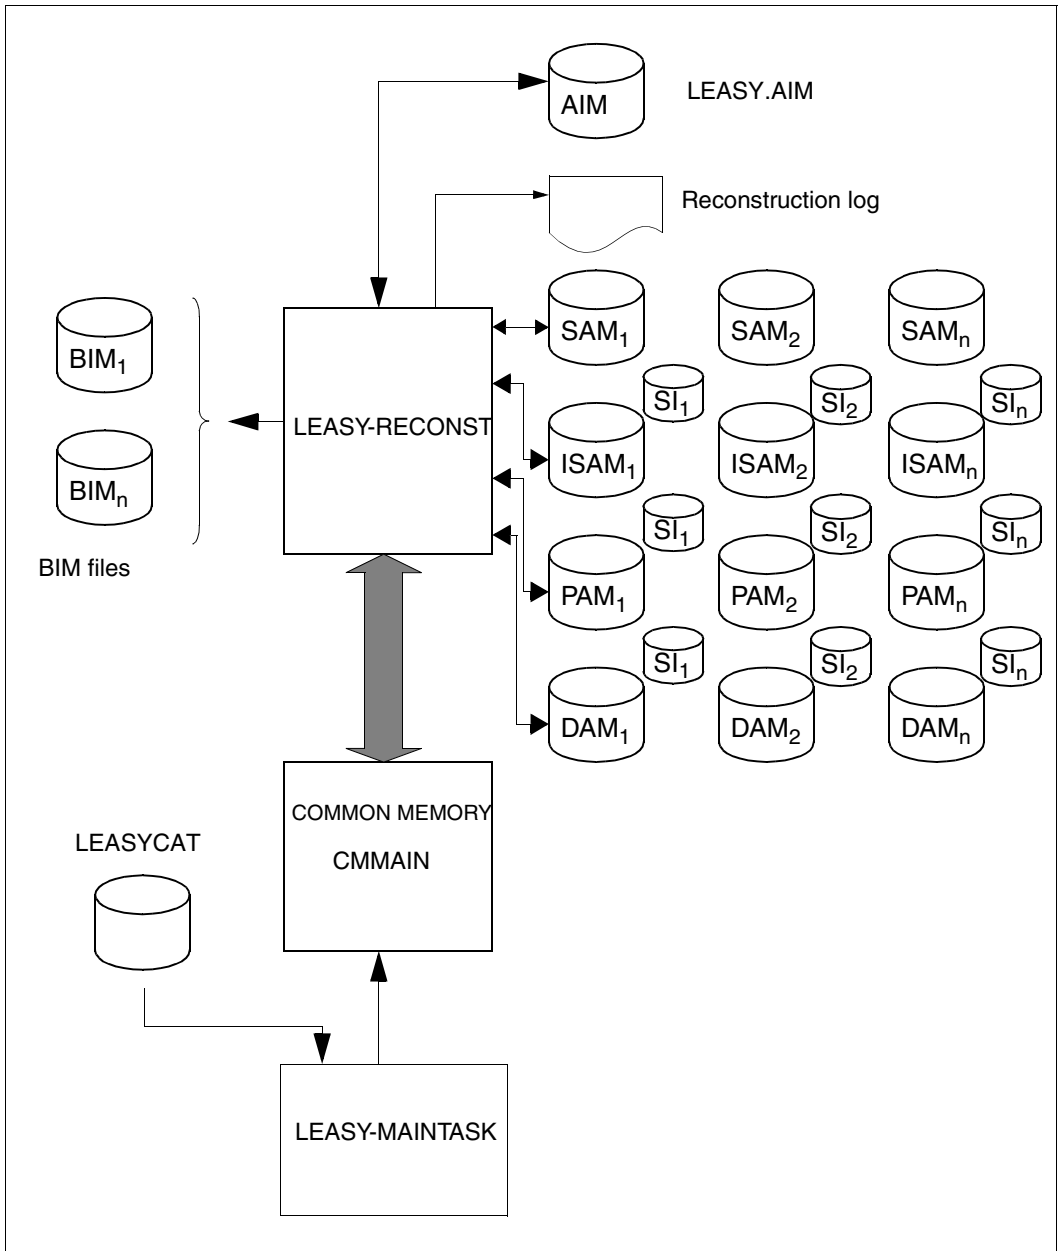 AIM
LEASY.AIM
Reconstruction log
SAM₁ SAM₂ SAMₙ
BIM₁
SI₁ SI₂ SIₙ
LEASY-RECONST
ISAM₁ ISAM₂ ISAMₙ
BIMₙ
SI₁ SI₂ SIₙ
BIM files
PAM₁ PAM₂ PAMₙ
SI₁ SI₂ SIₙ
DAM₁ DAM₂ DAMₙ
COMMON MEMORY
CMMAIN
LEASYCAT
LEASY-MAINTASK